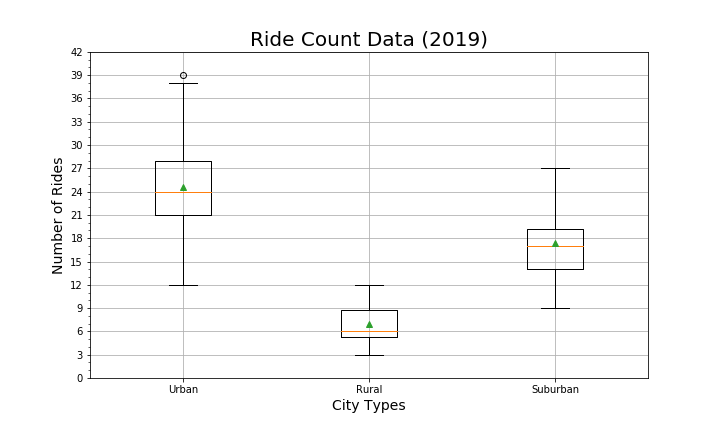 Ride Count Data (2019)
Number of Rides
42
39
36
33
30
27
24
21
18
15
12
9
6
3
0
Urban
Rural
Suburban
City Types